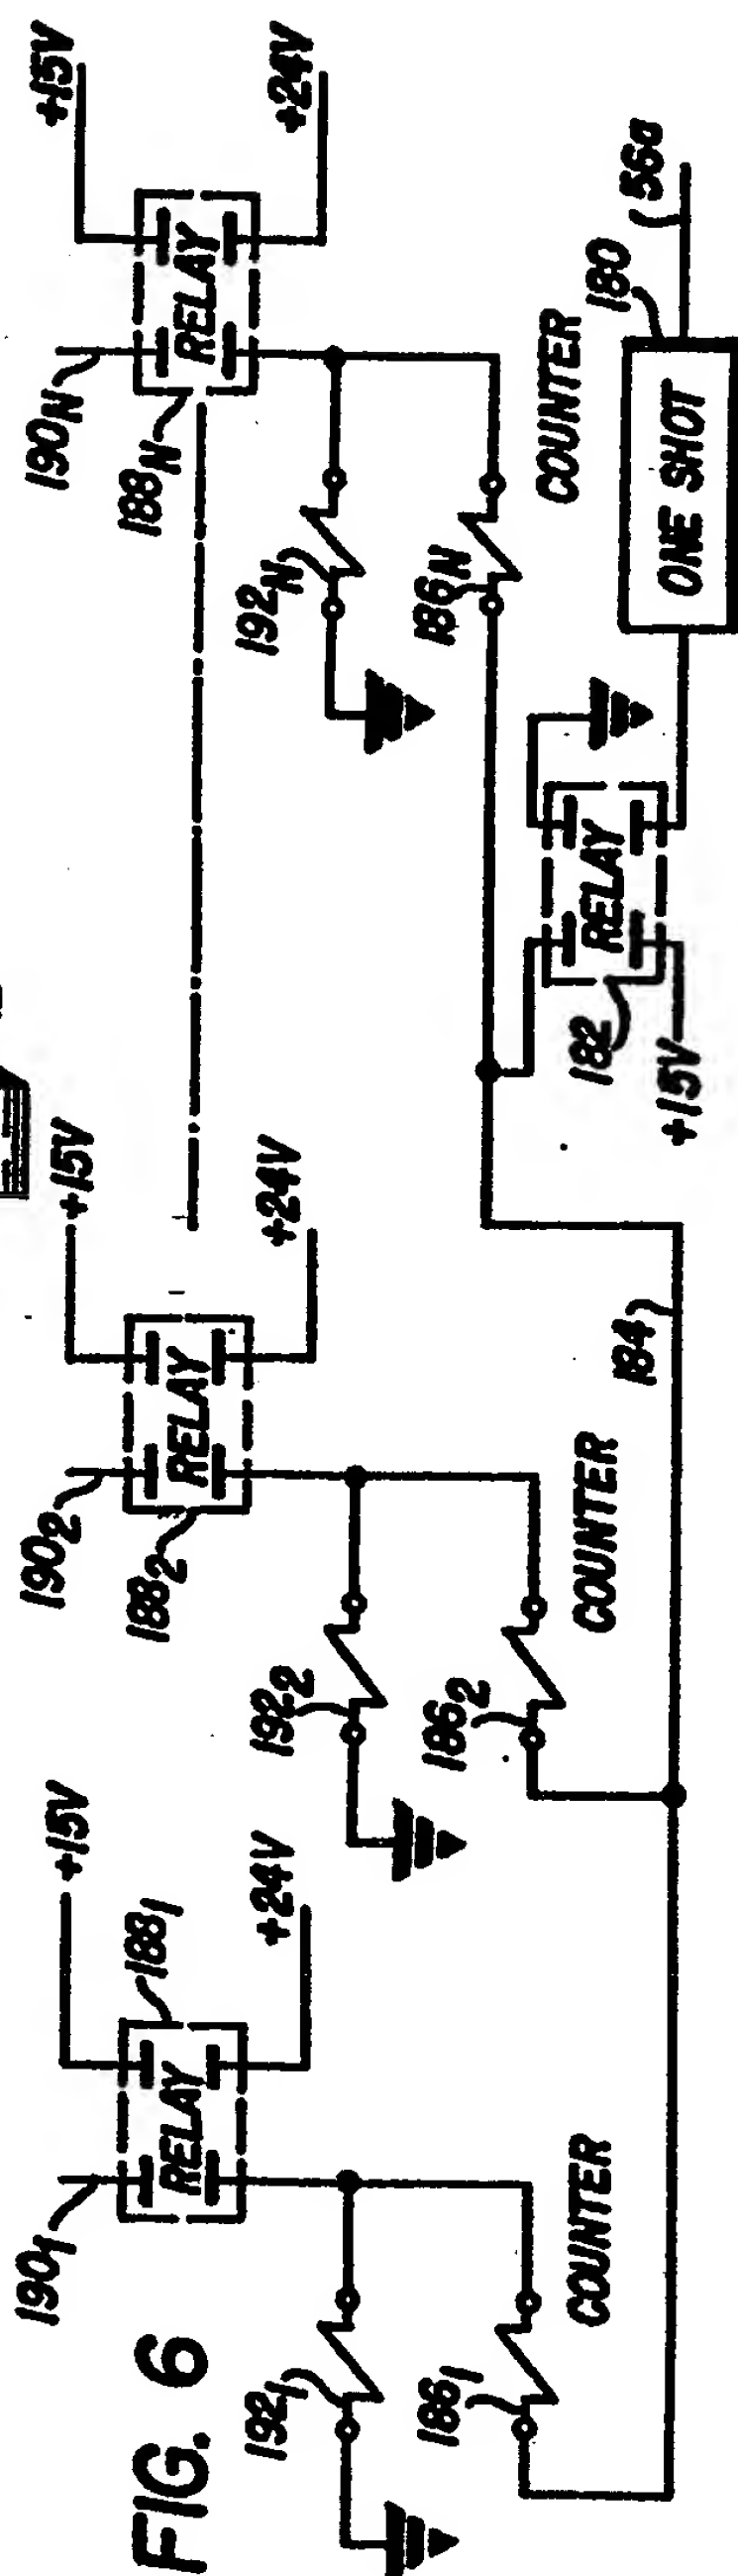 FIG. 6
190₁
RELAY
188₁
+15V
+24V
192₁
186₁
COUNTER
190₂
RELAY
188₂
+15V
+24V
192₂
186₂
COUNTER
184
190N
RELAY
188N
+15V
+24V
192N
186N
COUNTER
RELAY
182
+15V
ONE SHOT
180
56a